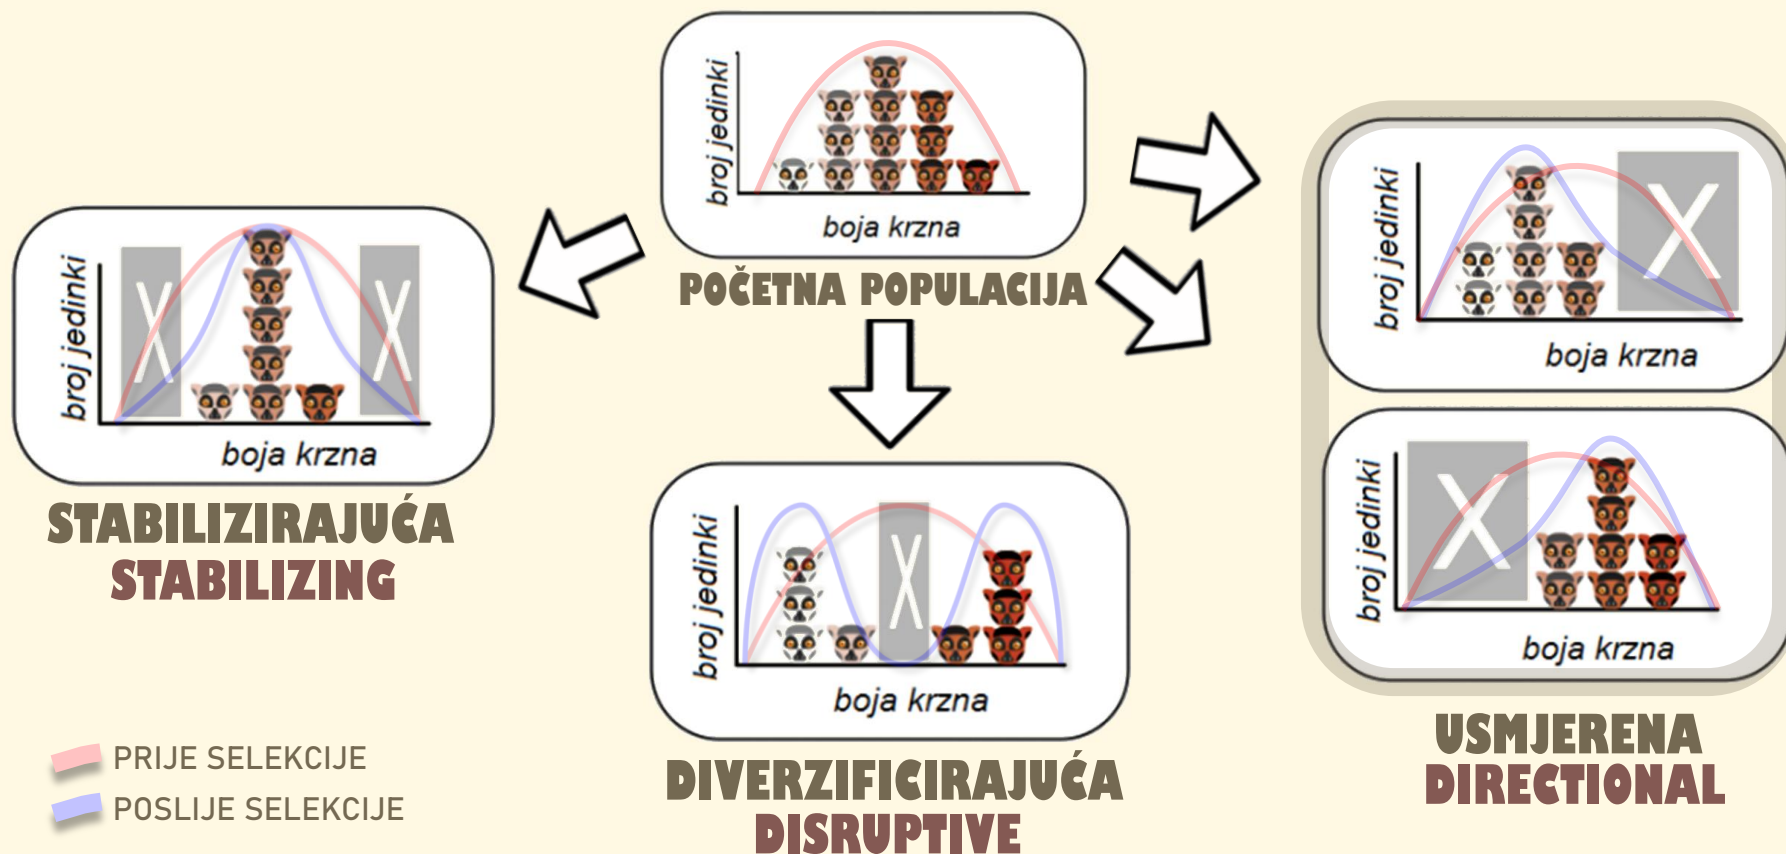 broj jedinki
boja krzna
POČETNA POPULACIJA
broj jedinki
X
X
boja krzna
STABILIZIRAJUĆA
STABILIZING
broj jedinki
X
boja krzna
DIVERZIFICIRAJUĆA
DISRUPTIVE
broj jedinki
X
boja krzna
broj jedinki
X
boja krzna
USMJERENA
DIRECTIONAL
PRIJE SELEKCIJE
POSLIJE SELEKCIJE